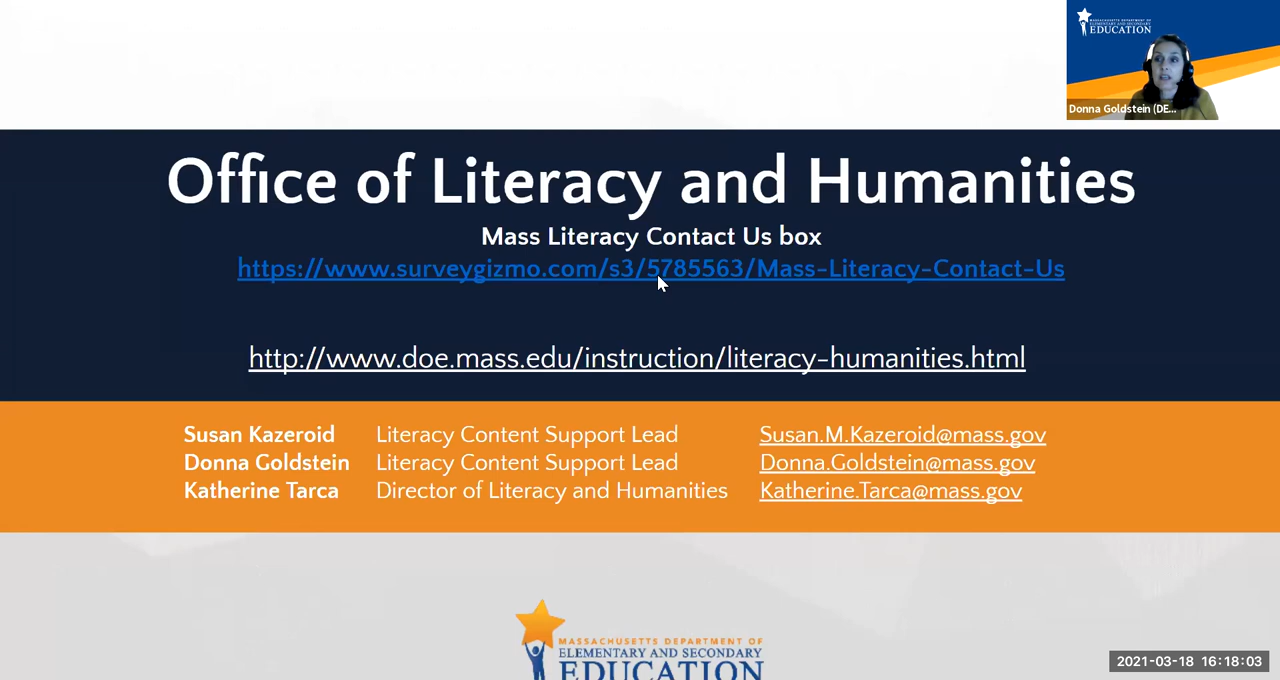 MASSACHUSETTS DEPARTMENT OF
ELEMENTARY AND SECONDARY
EDUCATION
Donna Goldstein (DE...
Office of Literacy and Humanities
Mass Literacy Contact Us box
https://www.surveygizmo.com/s3/5785563/Mass-Literacy-Contact-Us
http://www.doe.mass.edu/instruction/literacy-humanities.html
Susan Kazeroid Literacy Content Support Lead Susan.M.Kazeroid@mass.gov
Donna Goldstein Literacy Content Support Lead Donna.Goldstein@mass.gov
Katherine Tarca Director of Literacy and Humanities Katherine.Tarca@mass.gov
MASSACHUSETTS DEPARTMENT OF
ELEMENTARY AND SECONDARY
EDUCATION
2021-03-18 16:18:03